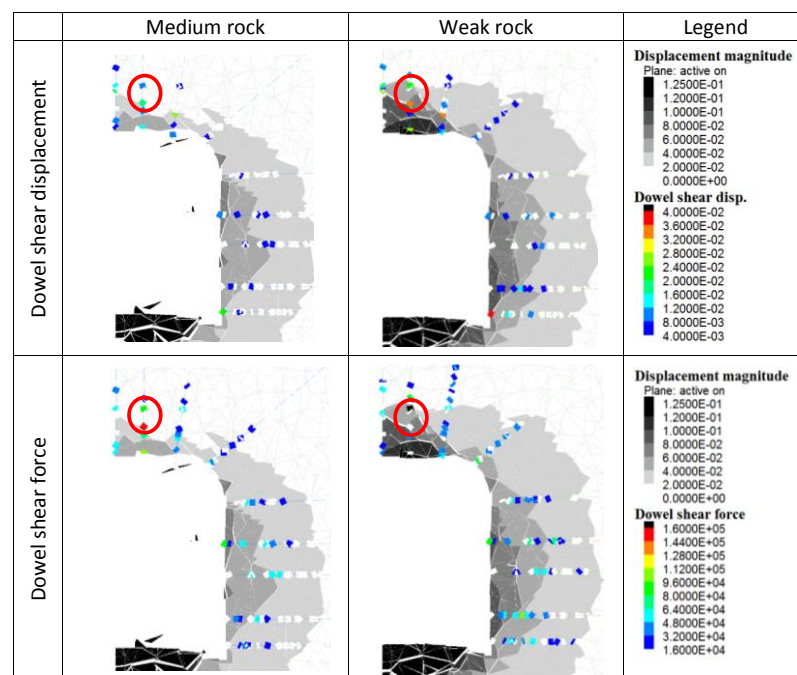 Medium rock
Weak rock
Legend
Dowel shear displacement
Displacement magnitude
Plane: active on
1.2500E-01
1.2000E-01
1.0000E-01
8.0000E-02
6.0000E-02
4.0000E-02
2.0000E-02
0.0000E+00
Dowel shear disp.
4.0000E-02
3.6000E-02
3.2000E-02
2.8000E-02
2.4000E-02
2.0000E-02
1.6000E-02
1.2000E-02
8.0000E-03
4.0000E-03
Dowel shear force
Displacement magnitude
Plane: active on
1.2500E-01
1.2000E-01
1.0000E-01
8.0000E-02
6.0000E-02
4.0000E-02
2.0000E-02
0.0000E+00
Dowel shear force
1.6000E+05
1.4400E+05
1.2800E+05
1.1200E+05
9.6000E+04
8.0000E+04
6.4000E+04
4.8000E+04
3.2000E+04
1.6000E+04